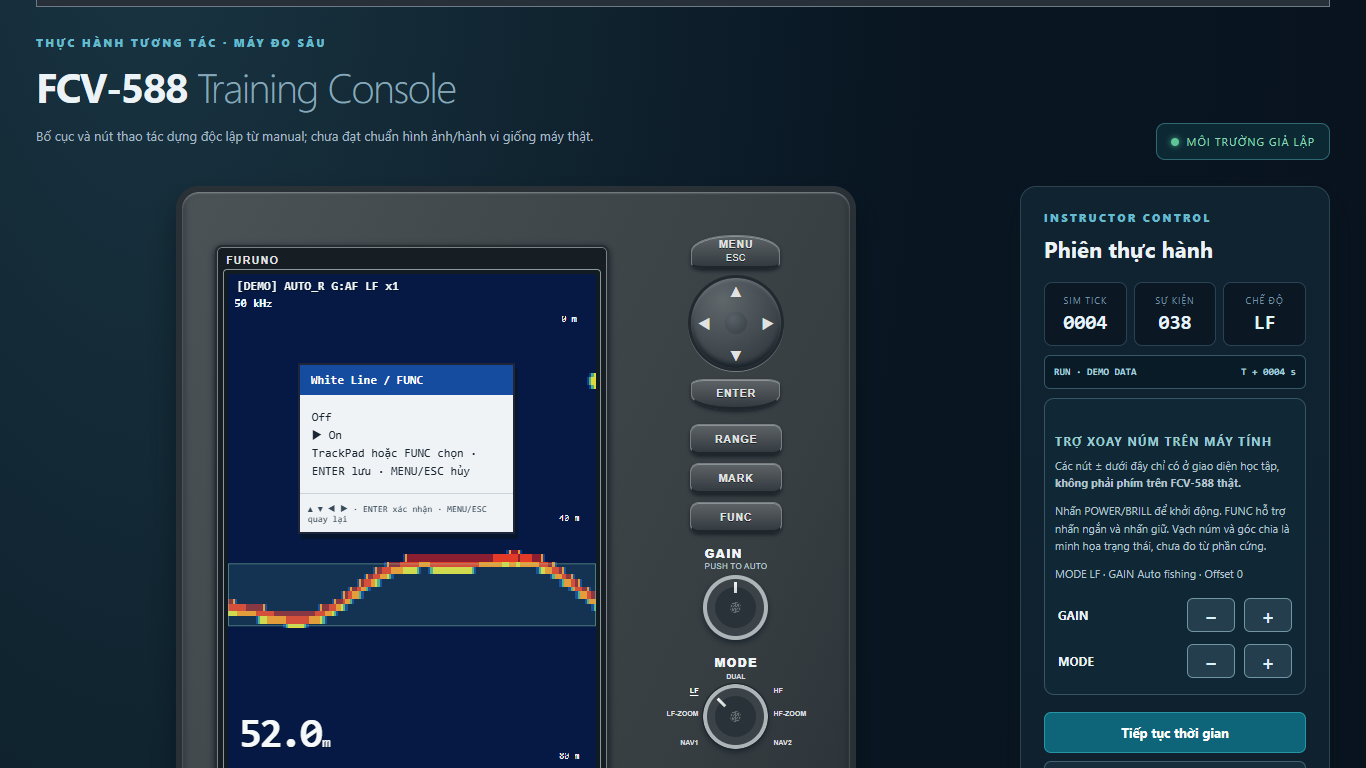 THỰC HÀNH TƯƠNG TÁC · MÁY ĐO SÂU
FCV-588 Training Console
Bố cục và nút thao tác dựng độc lập từ manual; chưa đạt chuẩn hình ảnh/hành vi giống máy thật.
MÔI TRƯỜNG GIẢ LẬP
FURUNO
[DEMO] AUTO_R G:AF LF x1
50 kHz
0 m
White Line / FUNC
Off
▶ On
TrackPad hoặc FUNC chọn ·
ENTER lưu · MENU/ESC hủy
▲ ▼ ◀ ▶ · ENTER xác nhận · MENU/ESC
quay lại
40 m
52.0m
80 m
MENU
ESC
▲
◀ ▶
▼
ENTER
RANGE
MARK
FUNC
GAIN
PUSH TO AUTO
MODE
DUAL
LF HF
LF-ZOOM HF-ZOOM
NAV1 NAV2
INSTRUCTOR CONTROL
Phiên thực hành
SIM TICK
0004
SỰ KIỆN
038
CHẾ ĐỘ
LF
RUN · DEMO DATA T + 0004 s
TRỢ XOAY NÚM TRÊN MÁY TÍNH
Các nút ± dưới đây chỉ có ở giao diện học tập,
không phải phím trên FCV-588 thật.
Nhấn POWER/BRILL để khởi động. FUNC hỗ trợ
nhấn ngắn và nhấn giữ. Vạch núm và góc chia là
minh họa trạng thái, chưa đo từ phần cứng.
MODE LF · GAIN Auto fishing · Offset 0
GAIN − +
MODE − +
Tiếp tục thời gian